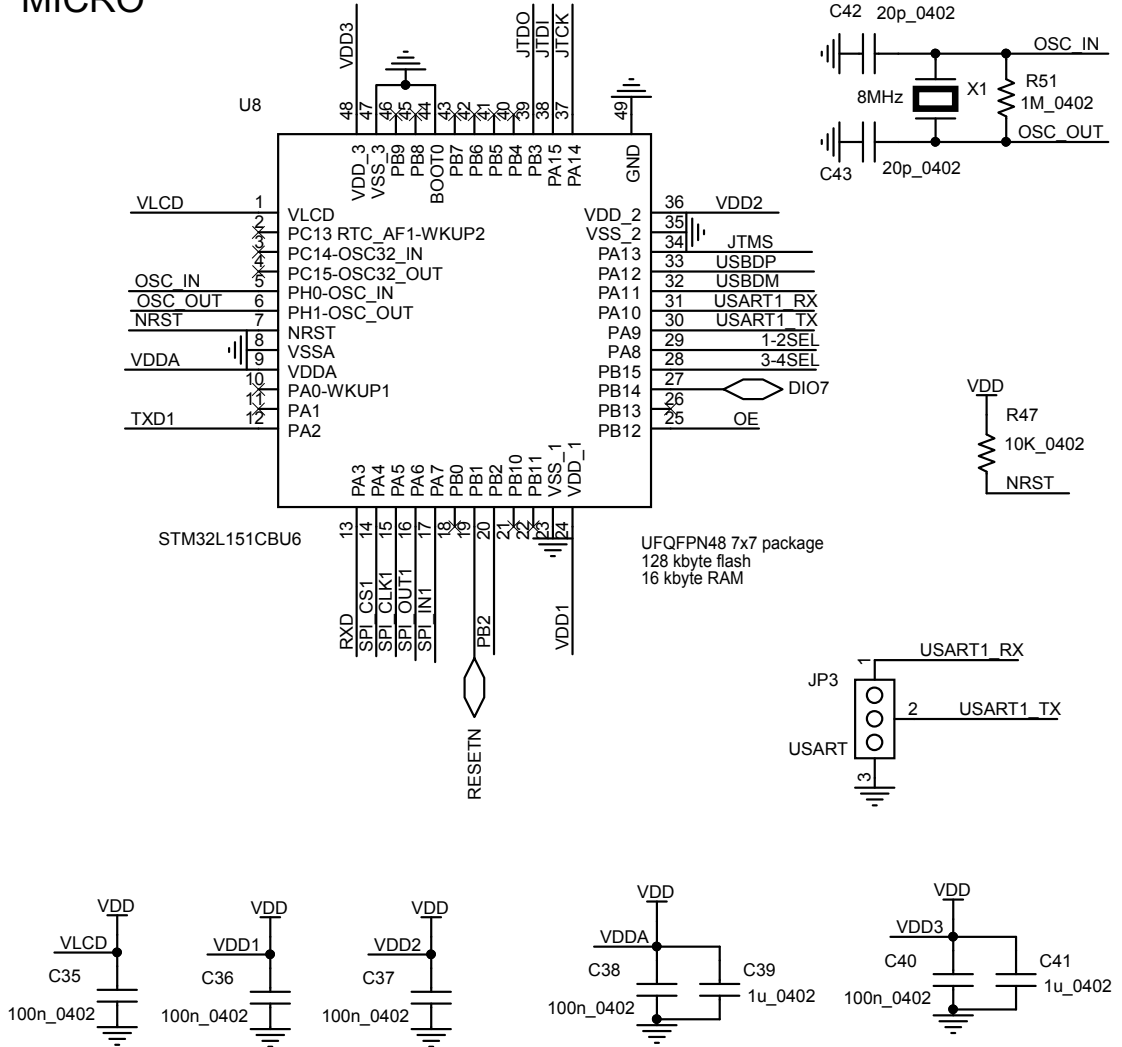 MICRO
U8
VDD3
JTDO
JTDI
JTCK
48
47
46
45
44
43
42
41
40
39
38
37
49
VDD_3
VSS_3
PB9
PB8
BOOT0
PB7
PB6
PB5
PB4
PB3
PA15
PA14
GND
VLCD 1 VLCD
2 PC13 RTC_AF1-WKUP2
3 PC14-OSC32_IN
4 PC15-OSC32_OUT
OSC_IN 5 PH0-OSC_IN
OSC_OUT 6 PH1-OSC_OUT
NRST 7 NRST
8 VSSA
VDDA 9 VDDA
10 PA0-WKUP1
11 PA1
TXD1 12 PA2
VDD_2 36 VDD2
VSS_2 35
PA13 34 JTMS
PA12 33 USBDP
PA11 32 USBDM
PA10 31 USART1_RX
PA9 30 USART1_TX
PA8 29 1-2SEL
PB15 28 3-4SEL
PB14 27 DIO7
PB13 26
PB12 25 OE
PA3
PA4
PA5
PA6
PA7
PB0
PB1
PB2
PB10
PB11
VSS_1
VDD_1
13
14
15
16
17
18
19
20
21
22
23
24
RXD
SPI_CS1
SPI_CLK1
SPI_OUT1
SPI_IN1
RESETN
PB2
VDD1
STM32L151CBU6
UFQFPN48 7x7 package
128 kbyte flash
16 kbyte RAM
C42 20p_0402
OSC_IN
8MHz
X1
R51
1M_0402
OSC_OUT
C43
20p_0402
VDD
R47
10K_0402
NRST
USART1_RX
1
JP3
2 USART1_TX
USART
3
VDD
VLCD
C35
100n_0402
VDD
VDD1
C36
100n_0402
VDD
VDD2
C37
100n_0402
VDD
VDDA
C38
100n_0402
C39
1u_0402
VDD
VDD3
C40
100n_0402
C41
1u_0402